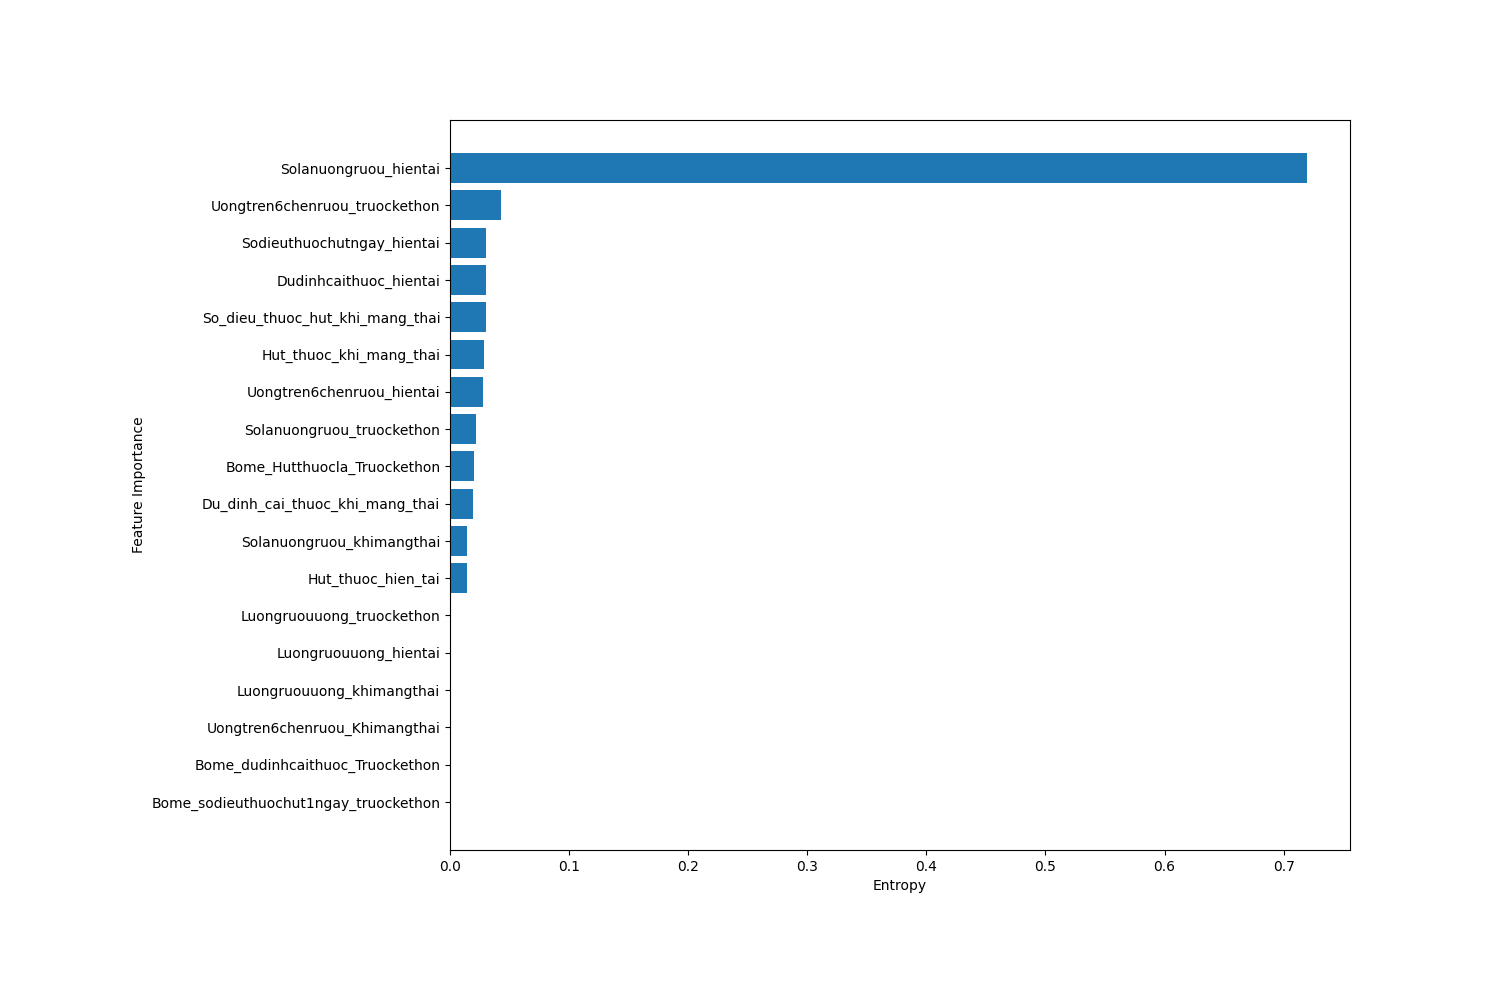 Solanuongruou_hientai
Uongtren6chenruou_truockethon
Sodieuthuochutngay_hientai
Dudinhcaithuoc_hientai
So_dieu_thuoc_hut_khi_mang_thai
Hut_thuoc_khi_mang_thai
Uongtren6chenruou_hientai
Solanuongruou_truockethon
Bome_Hutthuocla_Truockethon
Du_dinh_cai_thuoc_khi_mang_thai
Solanuongruou_khimangthai
Hut_thuoc_hien_tai
Luongruouuong_truockethon
Luongruouuong_hientai
Luongruouuong_khimangthai
Uongtren6chenruou_Khimangthai
Bome_dudinhcaithuoc_Truockethon
Bome_sodieuthuochut1ngay_truockethon
Feature Importance
0.0 0.1 0.2 0.3 0.4 0.5 0.6 0.7
Entropy